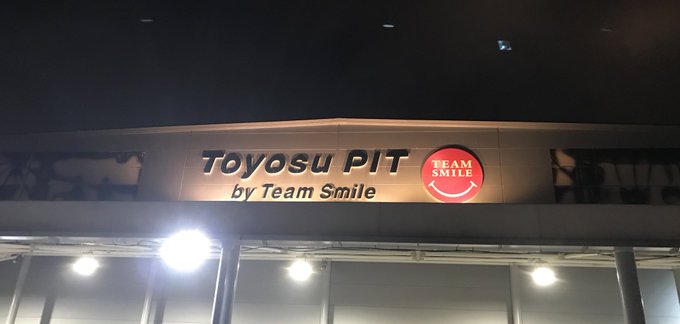 Toyosu PIT
by Team Smile
TEAM
SMILE